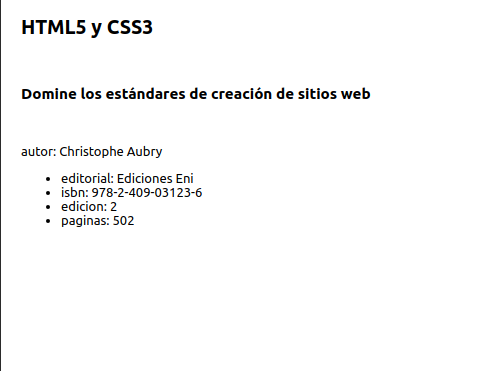 HTML5 y CSS3
Domine los estándares de creación de sitios web
autor: Christophe Aubry
• editorial: Ediciones Eni
• isbn: 978-2-409-03123-6
• edicion: 2
• paginas: 502